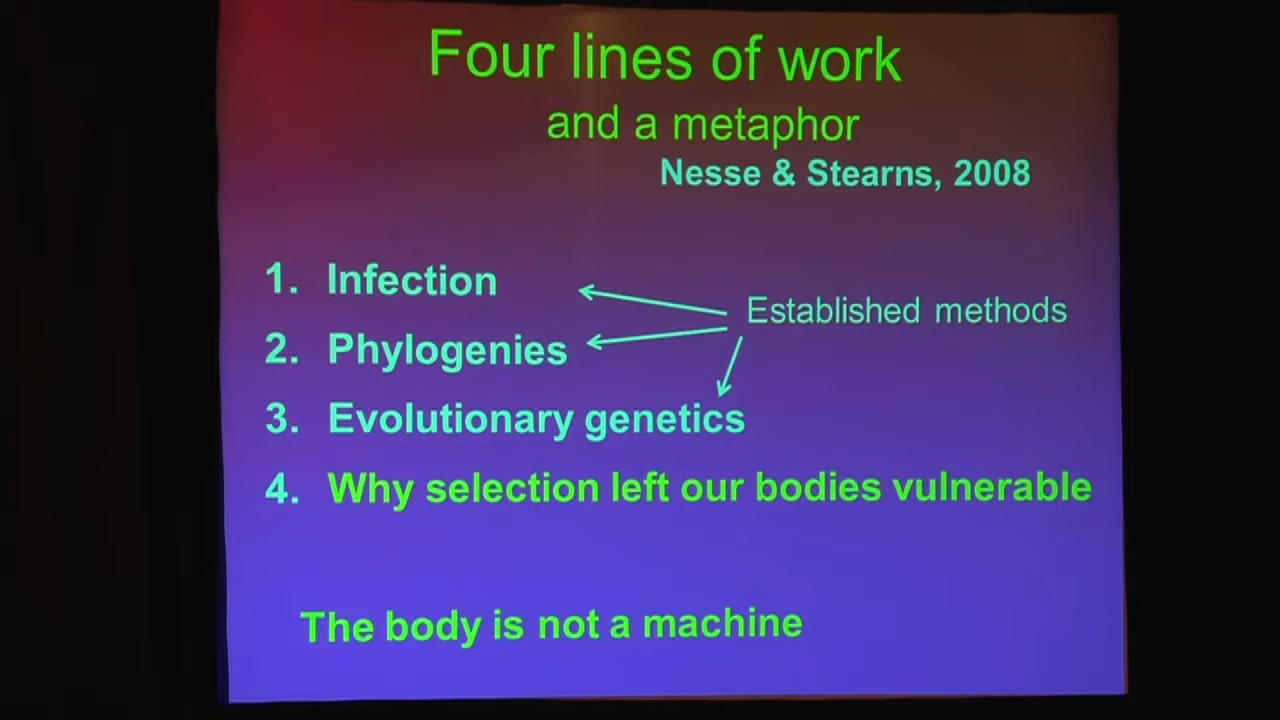 Four lines of work
and a metaphor
Nesse & Stearns, 2008
1. Infection
Established methods
2. Phylogenies
3. Evolutionary genetics
4. Why selection left our bodies vulnerable
The body is not a machine